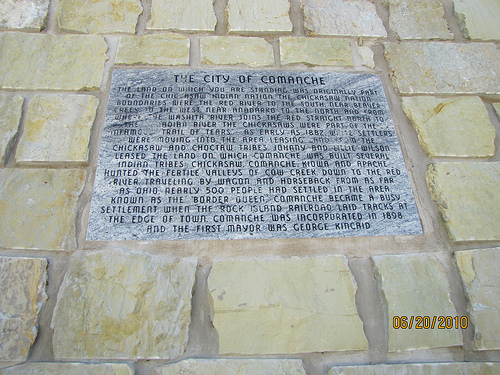 THE CITY OF COMANCHE
THE LAND ON WHICH YOU ARE STANDING WAS ORIGINALLY PART
OF THE CHICKASAW INDIAN NATION THE CHICKASAW NATION
BOUNDARIES WERE THE RED RIVER TO THE SOUTH NEAR BEAVER
CREEK TO THE WEST NEAR ANADARKO TO THE NORTH AND FROM
WHERE THE WASHITA RIVER JOINS THE RED STRAIGHT NORTH TO
THE INDIAN RIVER THE CHICKASAWS WERE PART OF THE
INFAMOUS TRAIL OF TEARS. AS EARLY AS 1882, WHITE SETTLERS
WERE MOVING INTO THE AREA LEASING LAND FROM THE
CHICKASAW AND CHOCTAW TRIBES. JOHNNY AND WILLIE WILSON
LEASED THE LAND ON WHICH COMANCHE WAS BUILT SEVERAL
INDIAN TRIBES CHICKASAW, COMANCHE KIOWA AND APACHE
HUNTED THE FERTILE VALLEYS OF COW CREEK DOWN TO THE RED
RIVER TRAVELING BY WAGON AND HORSEBACK FROM AS FAR
AS OHIO NEARLY 500 PEOPLE HAD SETTLED IN THE AREA
KNOWN AS THE "BORDER QUEEN" COMANCHE BECAME A BUSY
SETTLEMENT WHEN THE ROCK ISLAND RAILROAD LAID TRACKS AT
THE EDGE OF TOWN. COMANCHE WAS INCORPORATED IN 1898
AND THE FIRST MAYOR WAS GEORGE KINCAID
06/20/2010